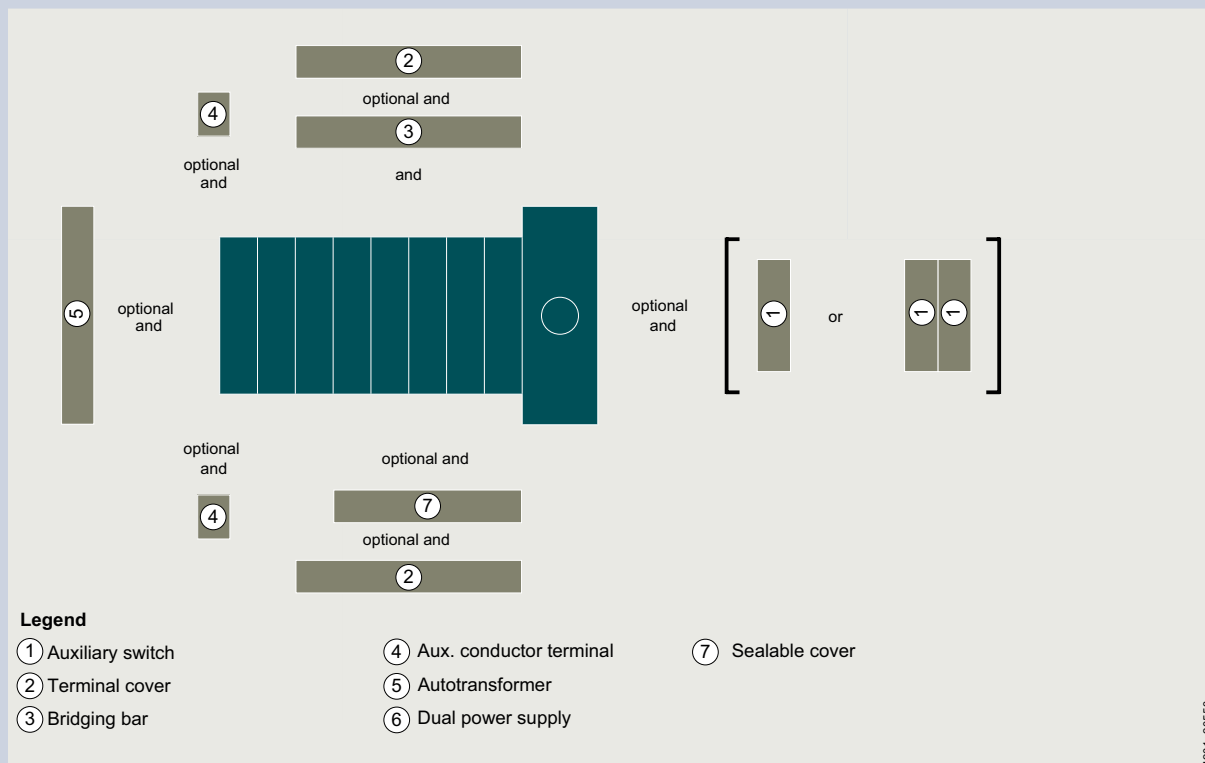 2
optional and
4
3
optional
and
and
5
optional
and
optional
and
1
or
1
1
optional
and
optional and
7
4
optional and
2
Legend
1 Auxiliary switch
4 Aux. conductor terminal
7 Sealable cover
2 Terminal cover
5 Autotransformer
3 Bridging bar
6 Dual power supply